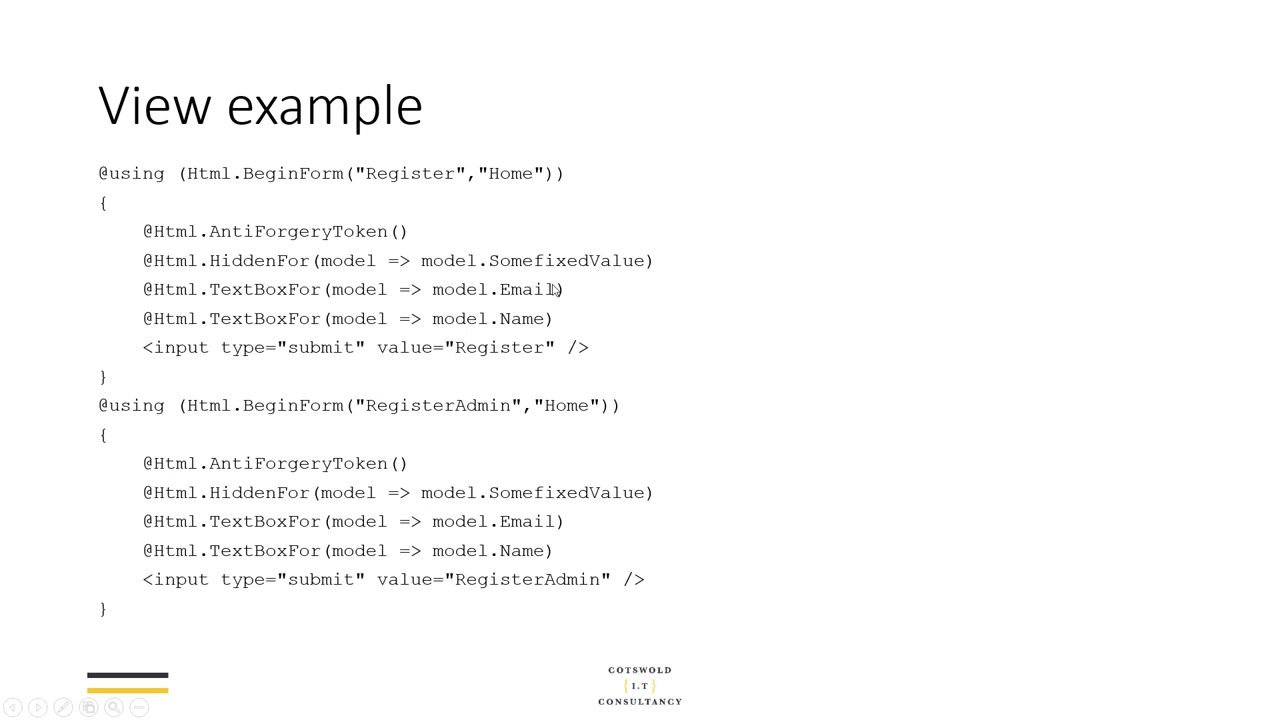 View example
@using (Html.BeginForm("Register","Home"))
{
    @Html.AntiForgeryToken()
    @Html.HiddenFor(model => model.SomefixedValue)
    @Html.TextBoxFor(model => model.Email)
    @Html.TextBoxFor(model => model.Name)
    <input type="submit" value="Register" />
}
@using (Html.BeginForm("RegisterAdmin","Home"))
{
    @Html.AntiForgeryToken()
    @Html.HiddenFor(model => model.SomefixedValue)
    @Html.TextBoxFor(model => model.Email)
    @Html.TextBoxFor(model => model.Name)
    <input type="submit" value="RegisterAdmin" />
}
COTSWOLD
{ I.T }
CONSULTANCY